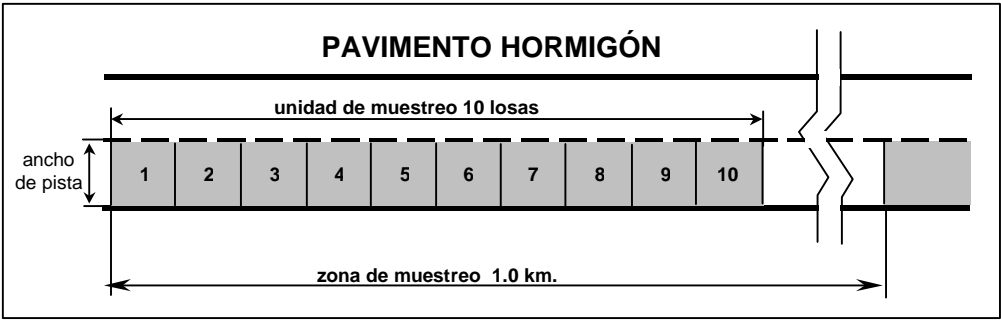 PAVIMENTO HORMIGÓN
unidad de muestreo 10 losas
ancho
de pista
1 2 3 4 5 6 7 8 9 10
zona de muestreo 1.0 km.